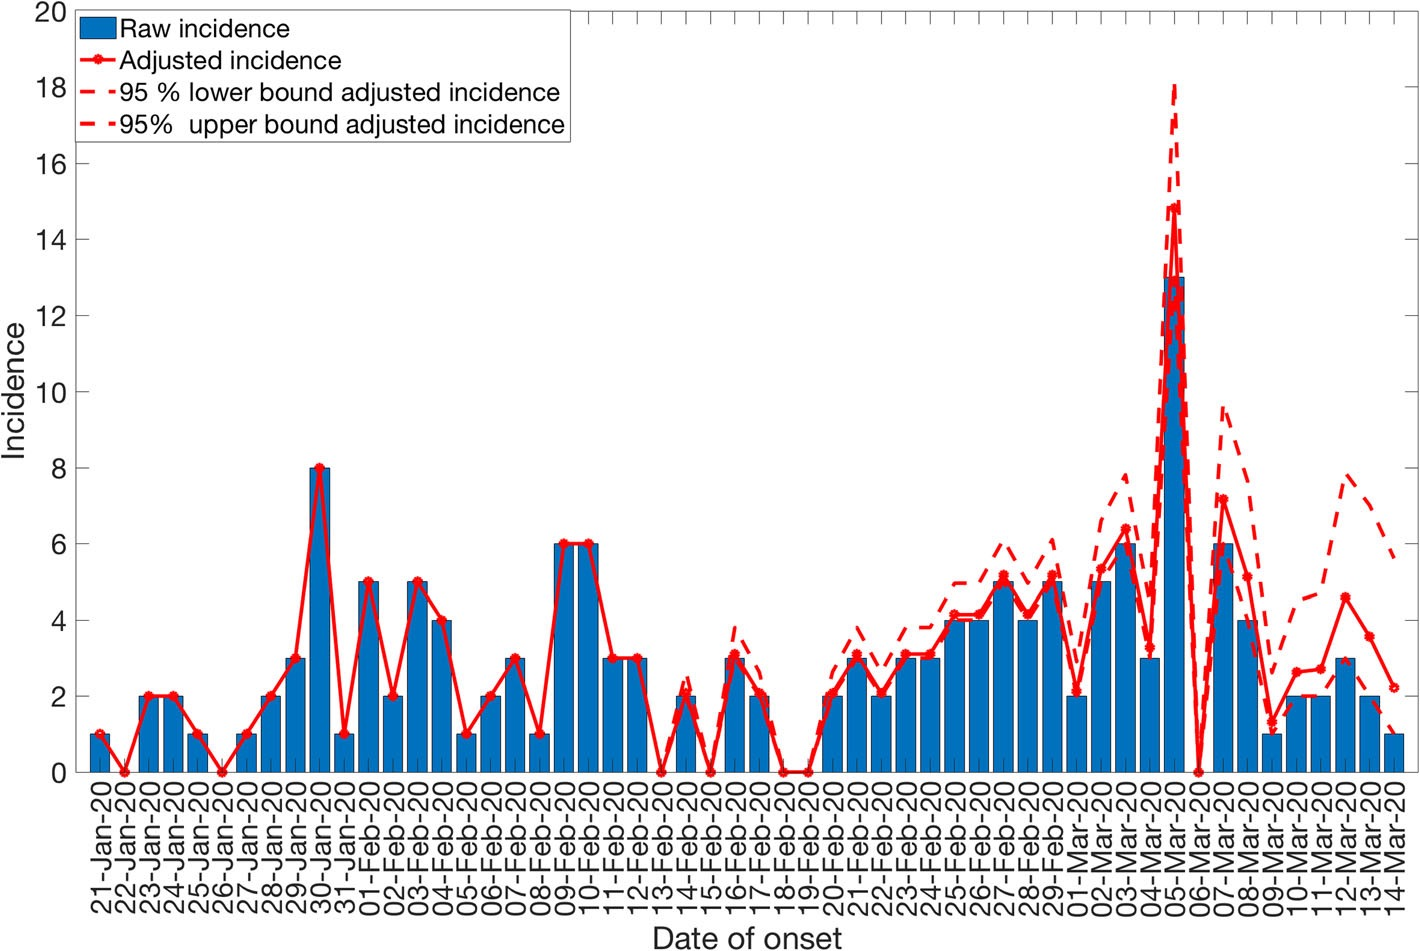 Raw incidence
Adjusted incidence
95 % lower bound adjusted incidence
95%  upper bound adjusted incidence
20
18
16
14
12
10
8
6
4
2
0
Incidence
21-Jan-20
22-Jan-20
23-Jan-20
24-Jan-20
25-Jan-20
26-Jan-20
27-Jan-20
28-Jan-20
29-Jan-20
30-Jan-20
31-Jan-20
01-Feb-20
02-Feb-20
03-Feb-20
04-Feb-20
05-Feb-20
06-Feb-20
07-Feb-20
08-Feb-20
09-Feb-20
10-Feb-20
11-Feb-20
12-Feb-20
13-Feb-20
14-Feb-20
15-Feb-20
16-Feb-20
17-Feb-20
18-Feb-20
19-Feb-20
20-Feb-20
21-Feb-20
22-Feb-20
23-Feb-20
24-Feb-20
25-Feb-20
26-Feb-20
27-Feb-20
28-Feb-20
29-Feb-20
01-Mar-20
02-Mar-20
03-Mar-20
04-Mar-20
05-Mar-20
06-Mar-20
07-Mar-20
08-Mar-20
09-Mar-20
10-Mar-20
11-Mar-20
12-Mar-20
13-Mar-20
14-Mar-20
Date of onset